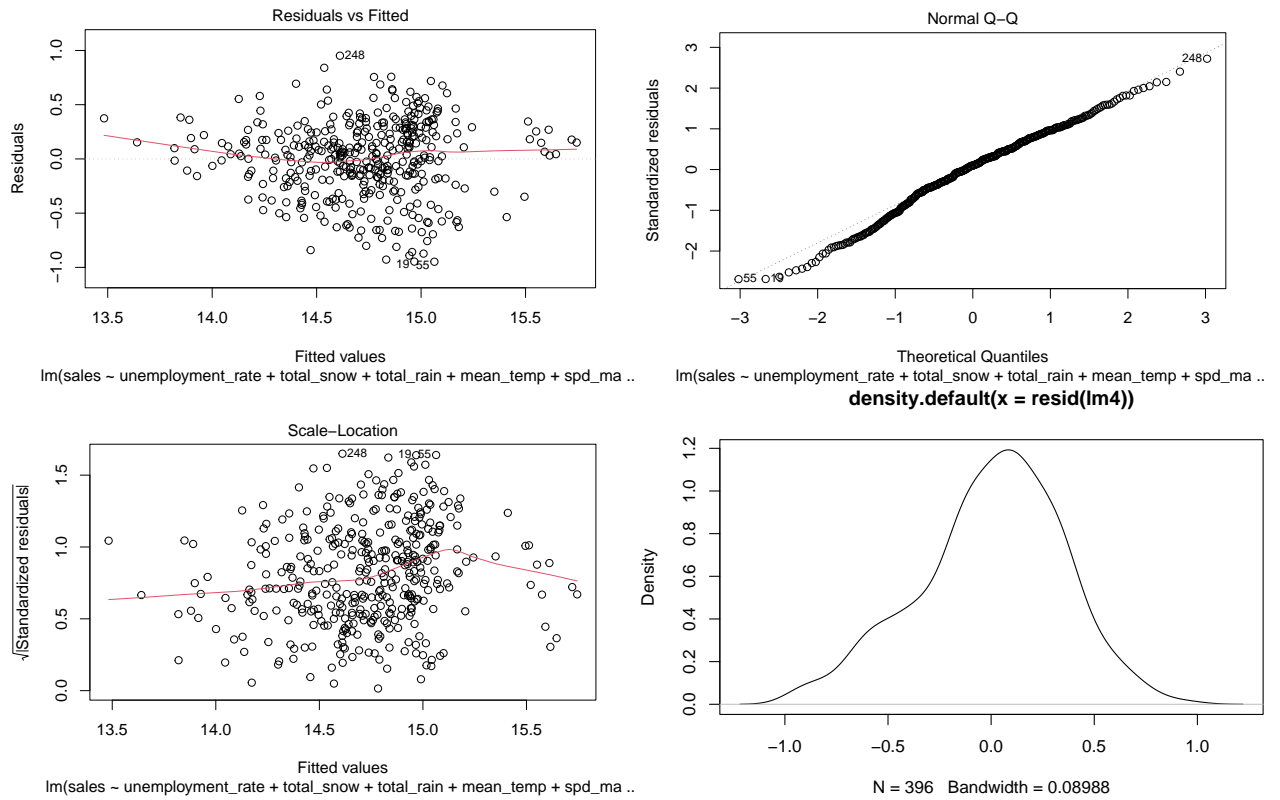 Residuals vs Fitted
Residuals
1.0
0.5
0.0
−0.5
−1.0
248
19
55
13.5 14.0 14.5 15.0 15.5
Fitted values
lm(sales ~ unemployment_rate + total_snow + total_rain + mean_temp + spd_ma ..
Normal Q−Q
Standardized residuals
3
2
1
0
−1
−2
248
55
19
−3 −2 −1 0 1 2 3
Theoretical Quantiles
lm(sales ~ unemployment_rate + total_snow + total_rain + mean_temp + spd_ma ..
Scale−Location
√|Standardized residuals|
1.5
1.0
0.5
0.0
248
19
55
13.5 14.0 14.5 15.0 15.5
Fitted values
lm(sales ~ unemployment_rate + total_snow + total_rain + mean_temp + spd_ma ..
density.default(x = resid(lm4))
Density
1.2
1.0
0.8
0.6
0.4
0.2
0.0
−1.0 −0.5 0.0 0.5 1.0
N = 396 Bandwidth = 0.08988